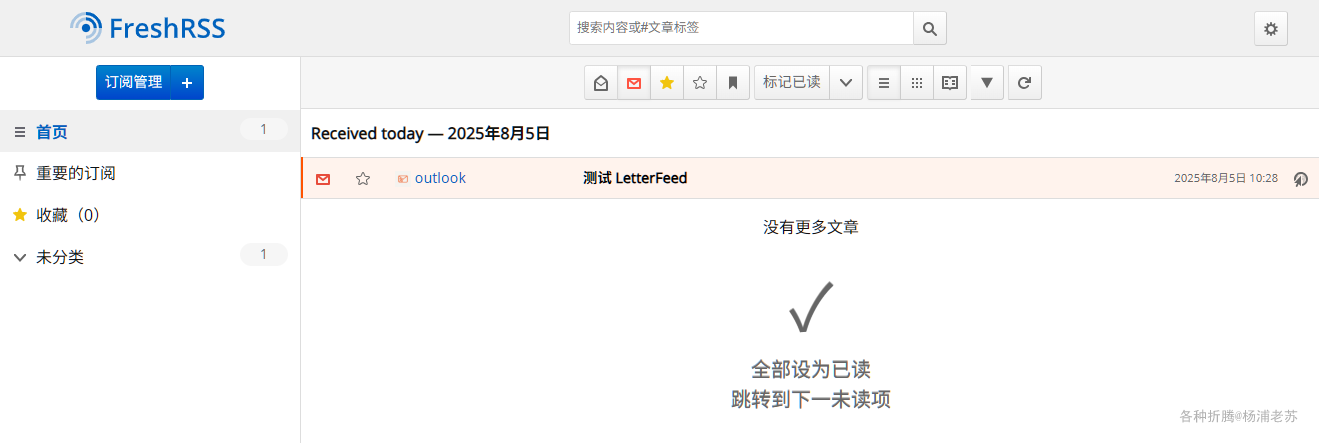 FreshRSS
搜索内容或#文章标签
订阅管理
标记已读
首页 1
重要的订阅
收藏（0）
未分类 1
Received today — 2025年8月5日
outlook 测试 LetterFeed 2025年8月5日 10:28
没有更多文章
全部设为已读
跳转到下一未读项
各种折腾@杨浦老苏